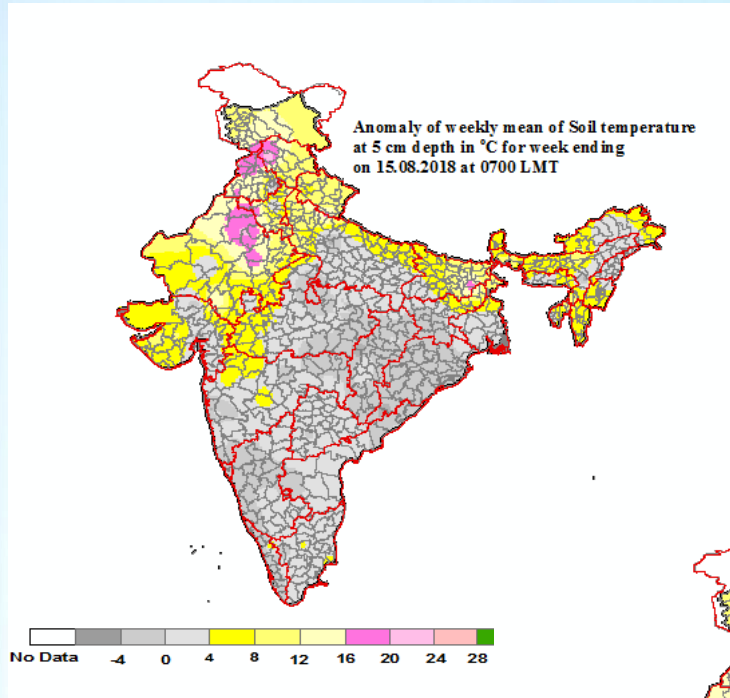 Anomaly of weekly mean of Soil temperature
at 5 cm depth in °C for week ending
on 15.08.2018 at 0700 LMT
No Data -4 0 4 8 12 16 20 24 28